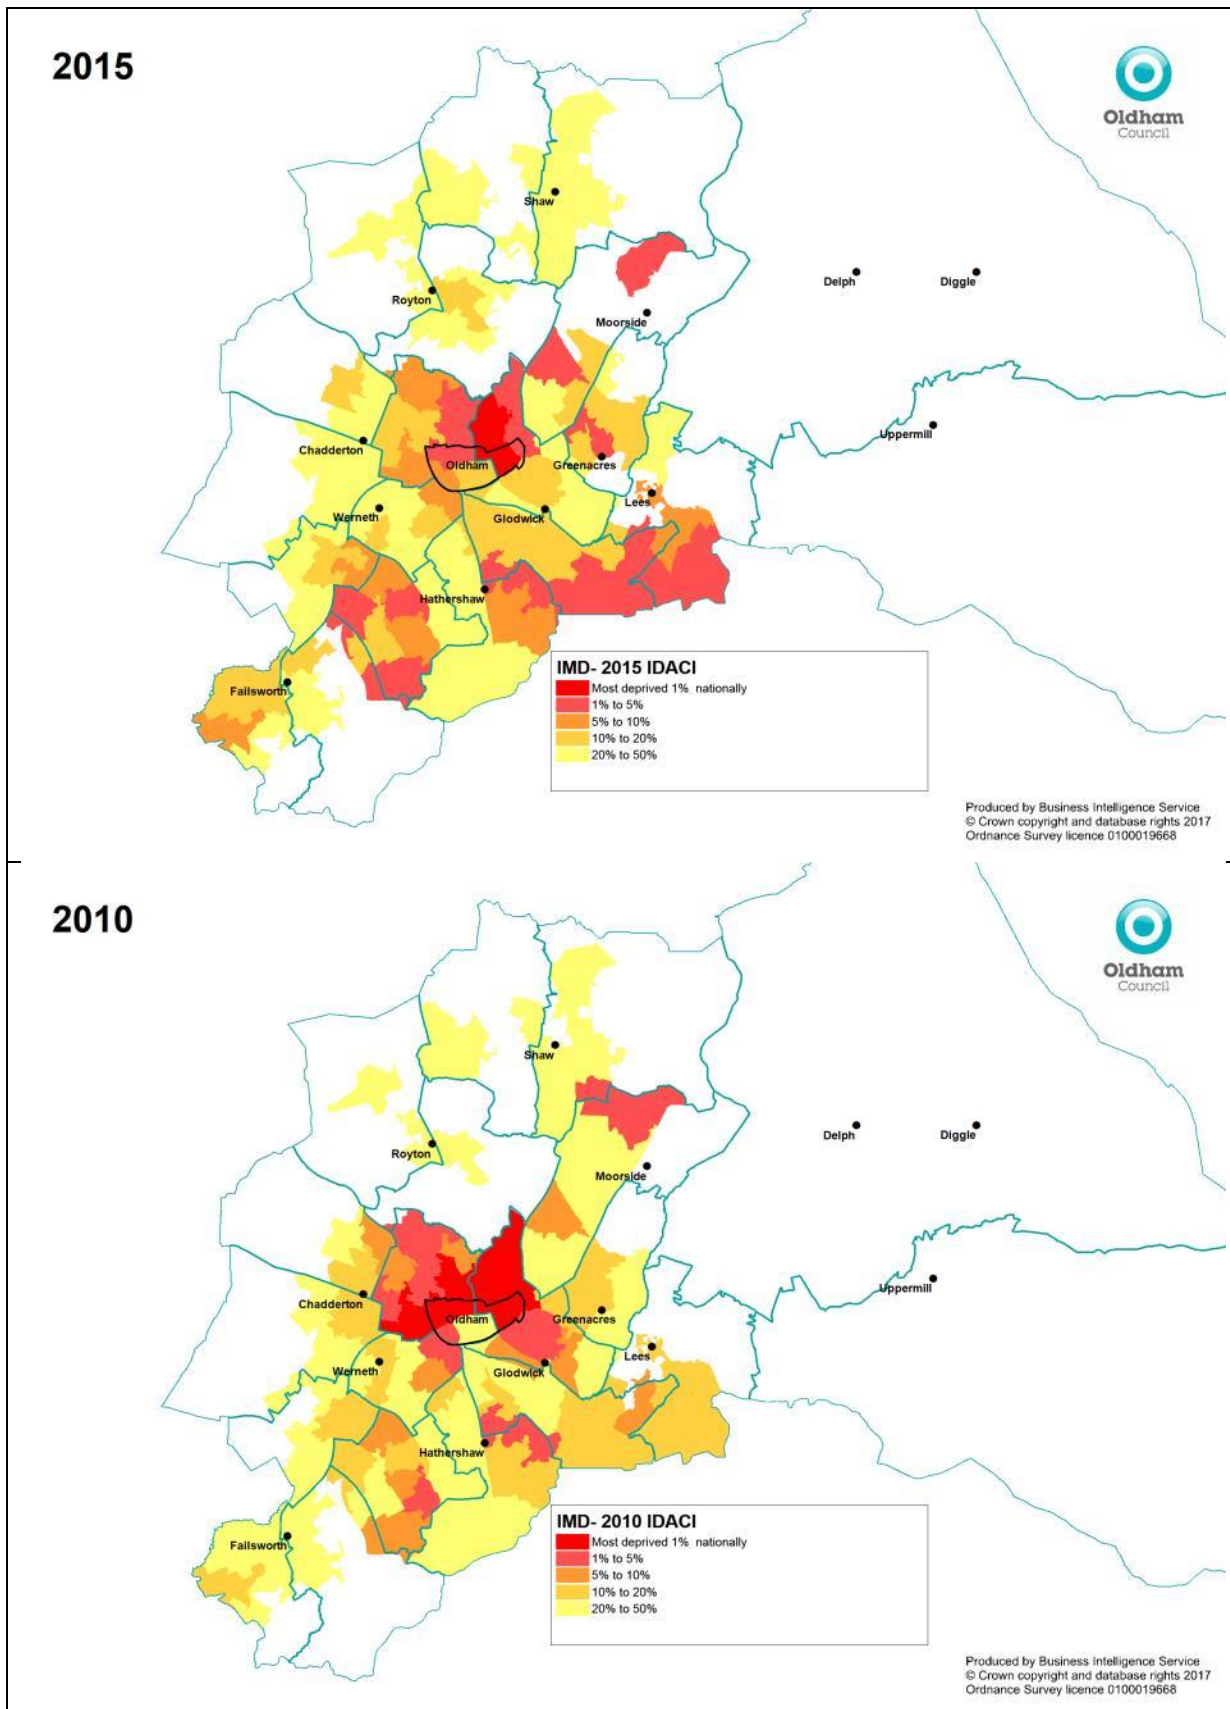 2015
Oldham
Council
Shaw
Delph
Diggle
Royton
Moorside
Uppermill
Chadderton
Oldham
Greenacres
Lees
Werneth
Glodwick
Hathershaw
Failsworth
IMD- 2015 IDACI
Most deprived 1% nationally
1% to 5%
5% to 10%
10% to 20%
20% to 50%
Produced by Business Intelligence Service
© Crown copyright and database rights 2017
Ordnance Survey licence 0100019668
2010
Oldham
Council
Shaw
Delph
Diggle
Royton
Moorside
Uppermill
Chadderton
Oldham
Greenacres
Lees
Werneth
Glodwick
Hathershaw
Failsworth
IMD- 2010 IDACI
Most deprived 1% nationally
1% to 5%
5% to 10%
10% to 20%
20% to 50%
Produced by Business Intelligence Service
© Crown copyright and database rights 2017
Ordnance Survey licence 0100019668